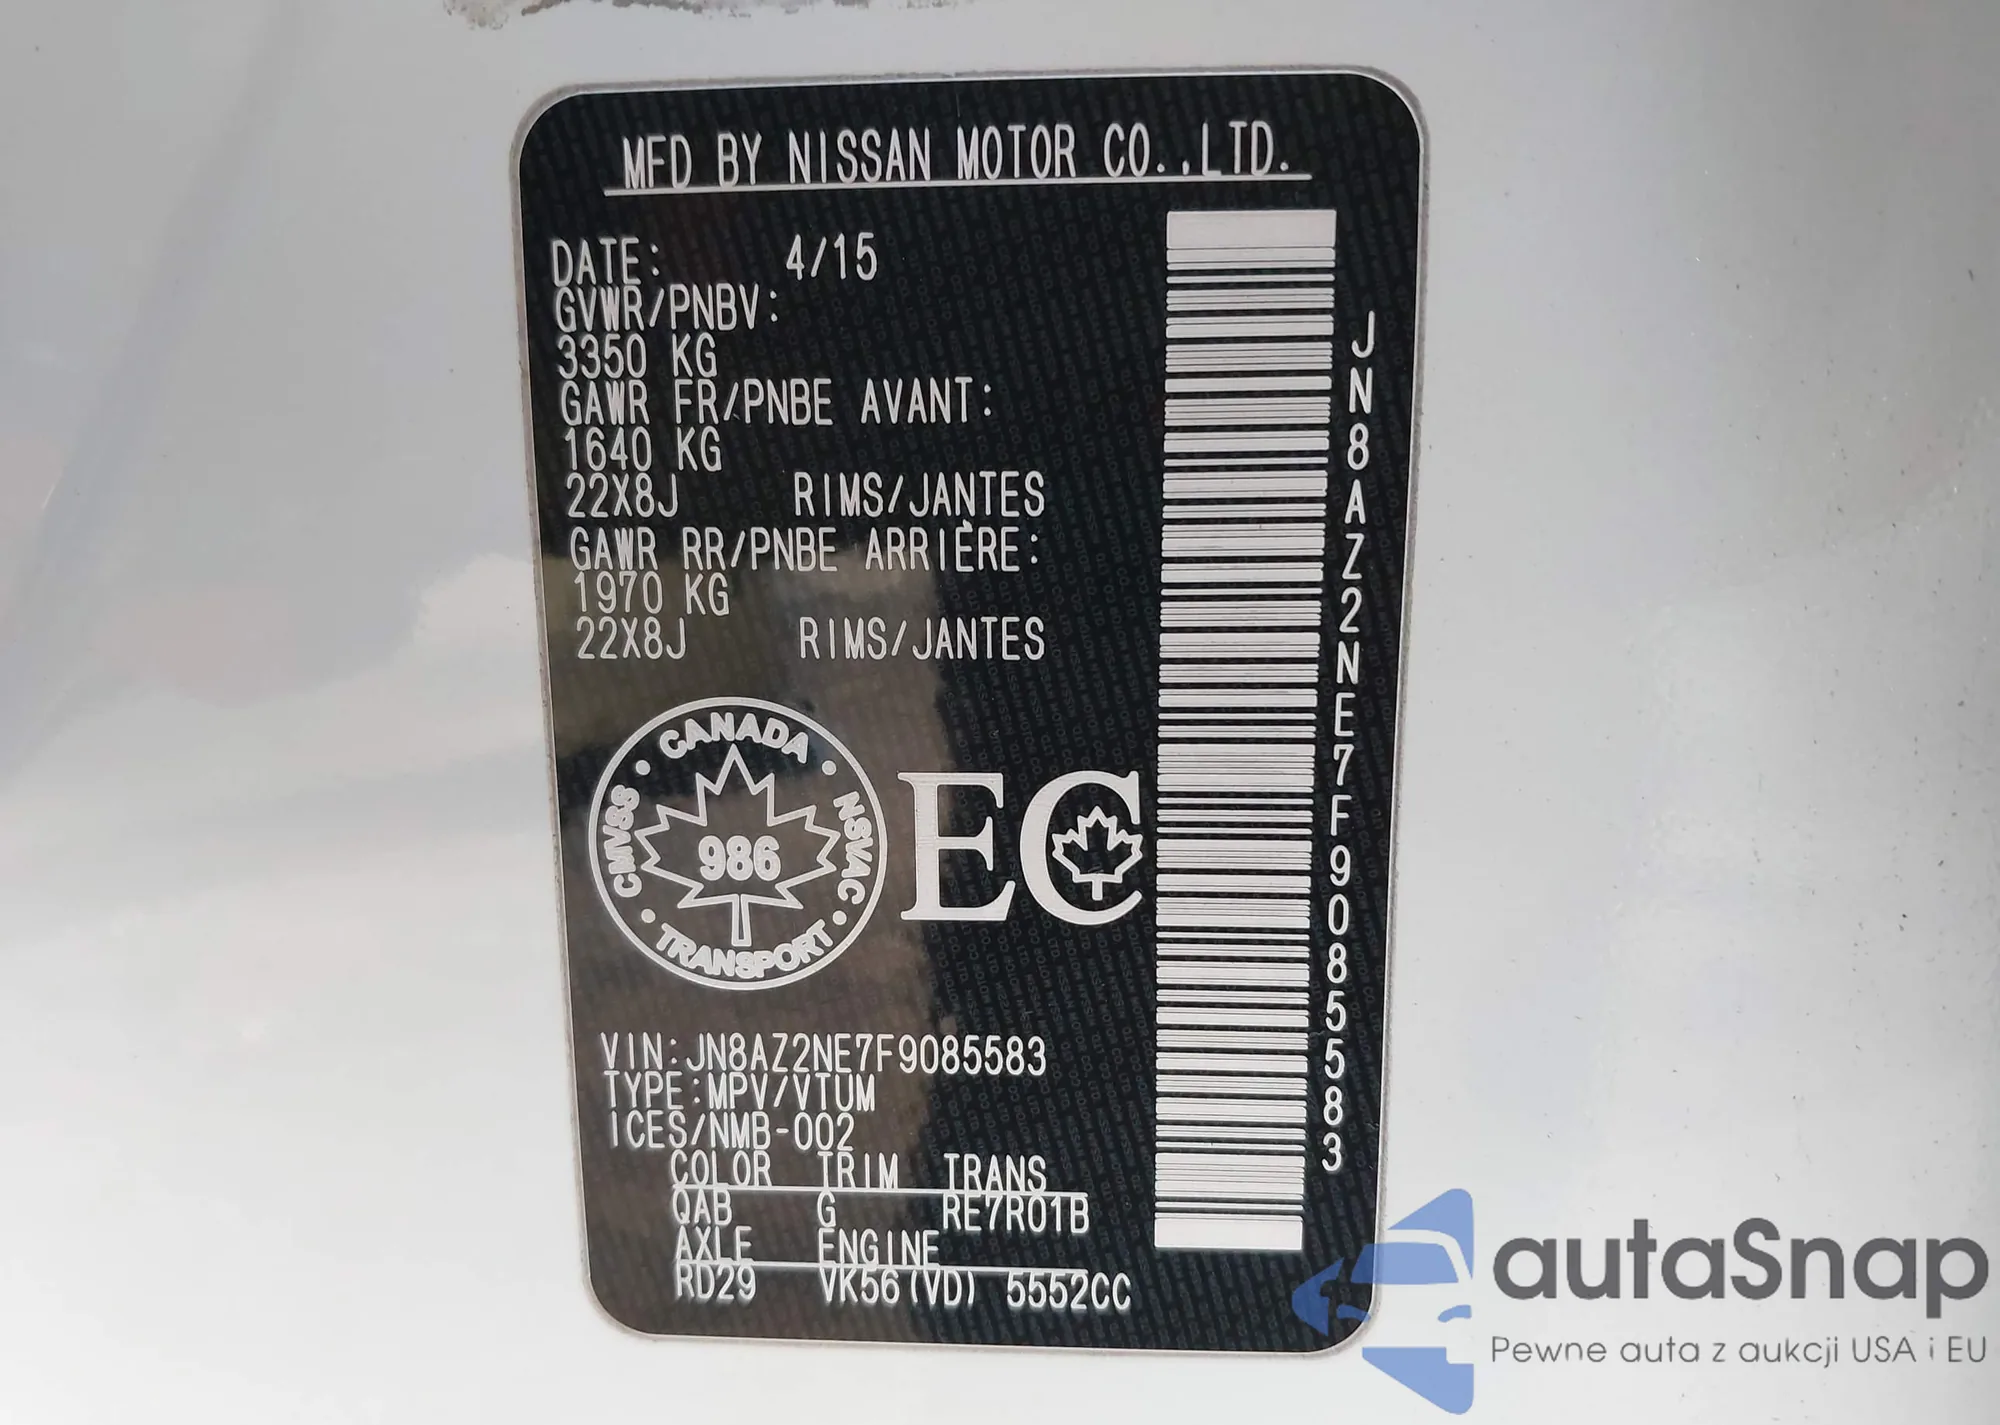 MFD BY NISSAN MOTOR CO.,LTD.
DATE: 4/15
GVWR/PNBV:
3350 KG
GAWR FR/PNBE AVANT:
1640 KG
22X8J RIMS/JANTES
GAWR RR/PNBE ARRIÈRE:
1970 KG
22X8J RIMS/JANTES
CANADA
CMVSS
NSVAC
986
TRANSPORT
EC
VIN:JN8AZ2NE7F9085583
TYPE:MPV/VTUM
ICES/NMB-002
COLOR TRIM TRANS
QAB G RE7R01B
AXLE ENGINE
RD29 VK56(VD) 5552CC
JN8AZ2NE7F9085583
autaSnap
Pewne auta z aukcji USA i EU